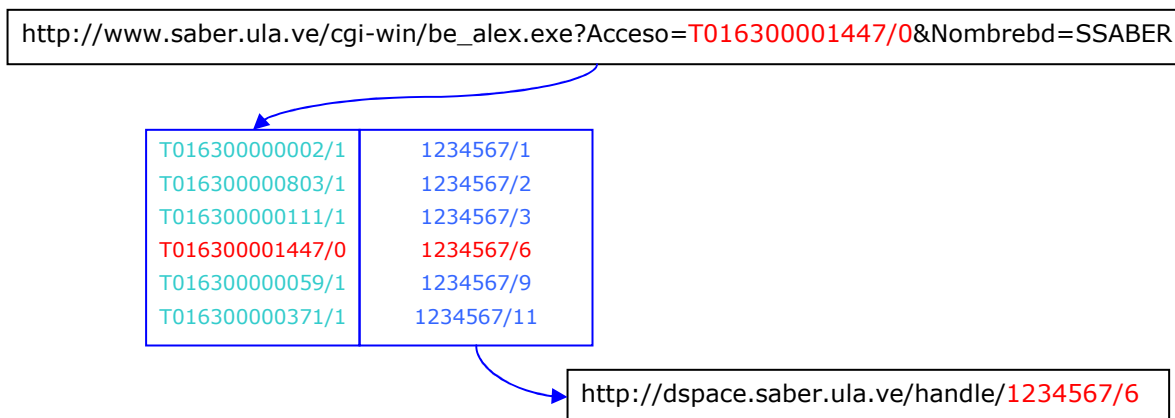 http://www.saber.ula.ve/cgi-win/be_alex.exe?Acceso=T016300001447/0&Nombrebd=SSABER
T016300000002/1 1234567/1
T016300000803/1 1234567/2
T016300000111/1 1234567/3
T016300001447/0 1234567/6
T016300000059/1 1234567/9
T016300000371/1 1234567/11
http://dspace.saber.ula.ve/handle/1234567/6